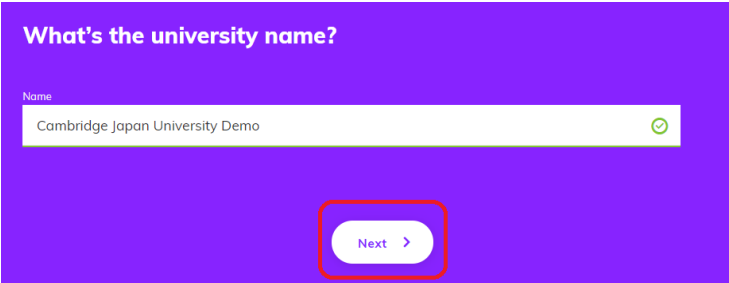 What's the university name?
Name
Cambridge Japan University Demo
Next